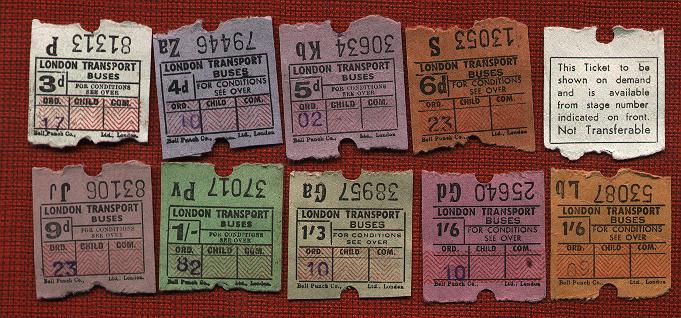 P 81313
LONDON TRANSPORT
3d BUSES
FOR CONDITIONS
SEE OVER
ORD. CHILD COM.
17
Bell Punch Co., Ltd., London
Za 79446
LONDON TRANSPORT
4d BUSES
FOR CONDITIONS
SEE OVER
ORD. CHILD COM.
10
Bell Punch Co., Ltd., London
Kb 30634
LONDON TRANSPORT
5d BUSES
FOR CONDITIONS
SEE OVER
ORD. CHILD COM.
02
Bell Punch Co., Ltd., London
S 13053
LONDON TRANSPORT
6d BUSES
FOR CONDITIONS
SEE OVER
ORD. CHILD COM.
23
Bell Punch Co., Ltd., London
This Ticket to be
shown on demand
and is available
from stage number
indicated on front.
Not Transferable
Jj 83106
LONDON TRANSPORT
9d BUSES
FOR CONDITIONS
SEE OVER
ORD. CHILD COM.
23
Bell Punch Co., Ltd., London
Pv 37017
LONDON TRANSPORT
1/- BUSES
FOR CONDITIONS
SEE OVER
ORD. CHILD COM.
82
Bell Punch Co., Ltd., London
Ga 38957
LONDON TRANSPORT
1/3 BUSES
FOR CONDITIONS
SEE OVER
ORD. CHILD COM.
10
Bell Punch Co., Ltd., London
Gd 25640
LONDON TRANSPORT
1/6 BUSES
FOR CONDITIONS
SEE OVER
ORD. CHILD COM.
10
Bell Punch Co., Ltd., London
Lb 53087
LONDON TRANSPORT
1/6 BUSES
FOR CONDITIONS
SEE OVER
ORD. CHILD COM.
Bell Punch Co., Ltd., London